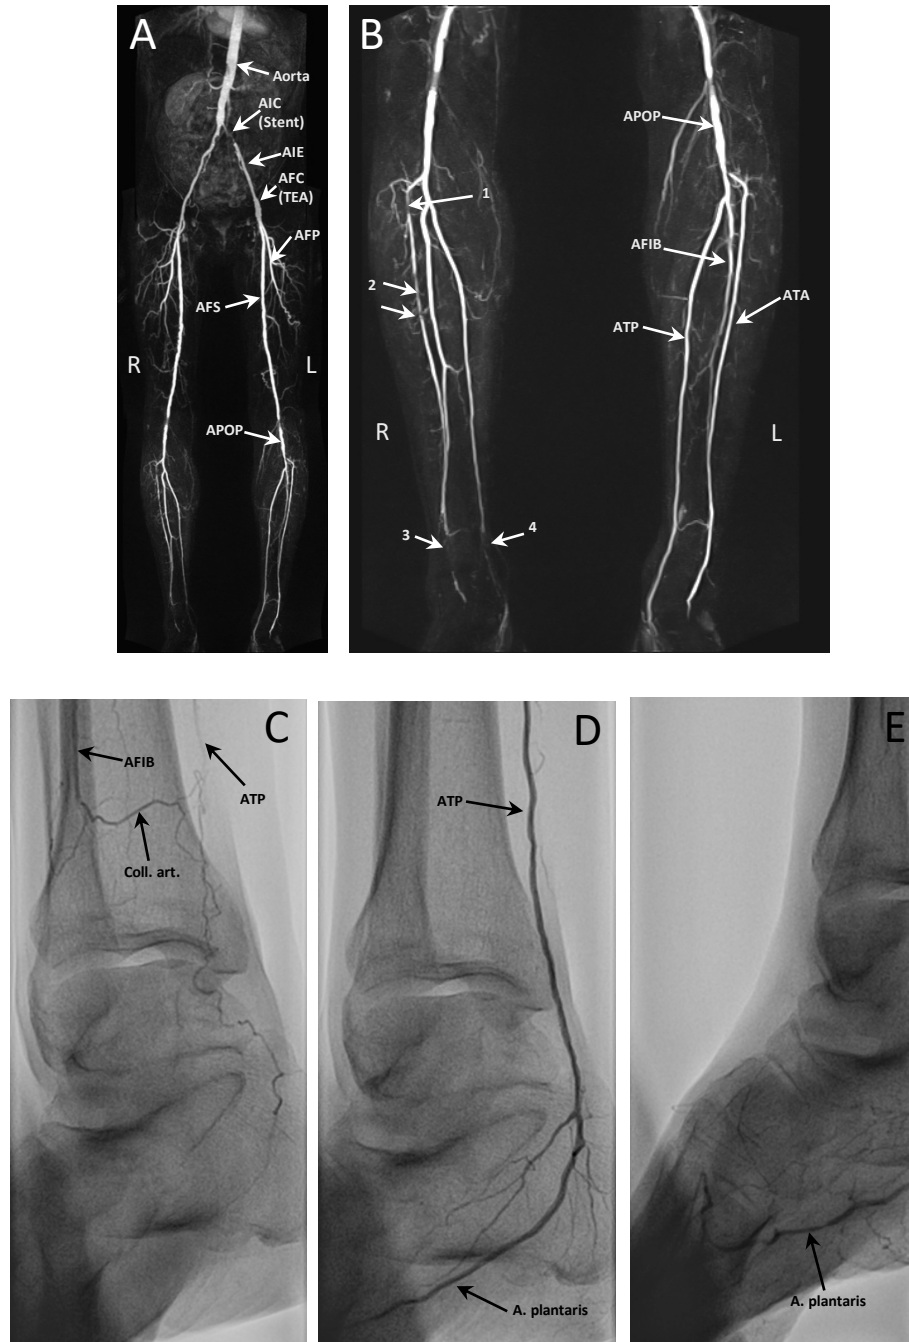 A
Aorta
AIC
(Stent)
AIE
AFC
(TEA)
AFP
AFS
R
L
APOP
B
APOP
1
AFIB
2
ATA
ATP
R
L
3
4
C
AFIB
ATP
Coll. art.
D
ATP
A. plantaris
E
A. plantaris